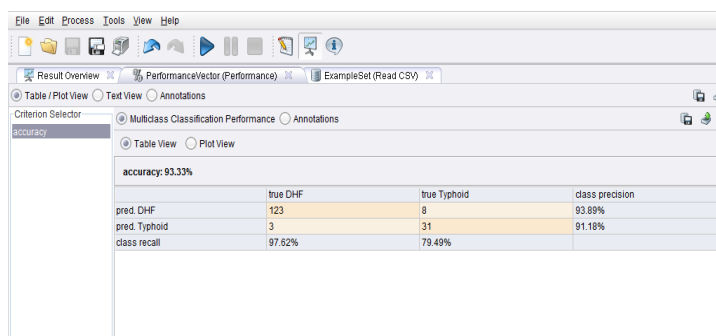 File Edit Process Tools View Help
Result Overview % PerformanceVector (Performance) ExampleSet (Read CSV)
Table / Plot View Text View Annotations
Criterion Selector
accuracy
Multiclass Classification Performance Annotations
Table View Plot View
accuracy: 93.33%
true DHF true Typhoid class precision
pred. DHF 123 8 93.89%
pred. Typhoid 3 31 91.18%
class recall 97.62% 79.49%